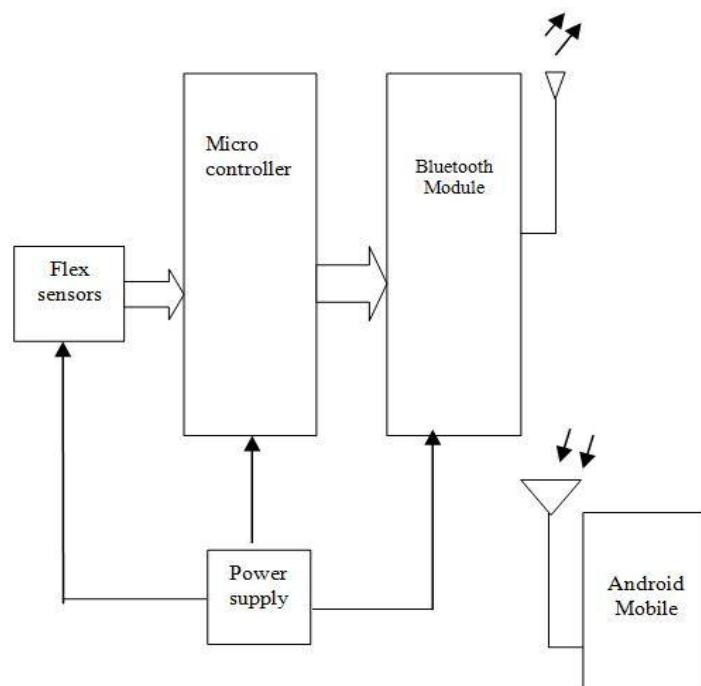 Micro
controller
Bluetooth
Module
Flex
sensors
Power
supply
Android
Mobile